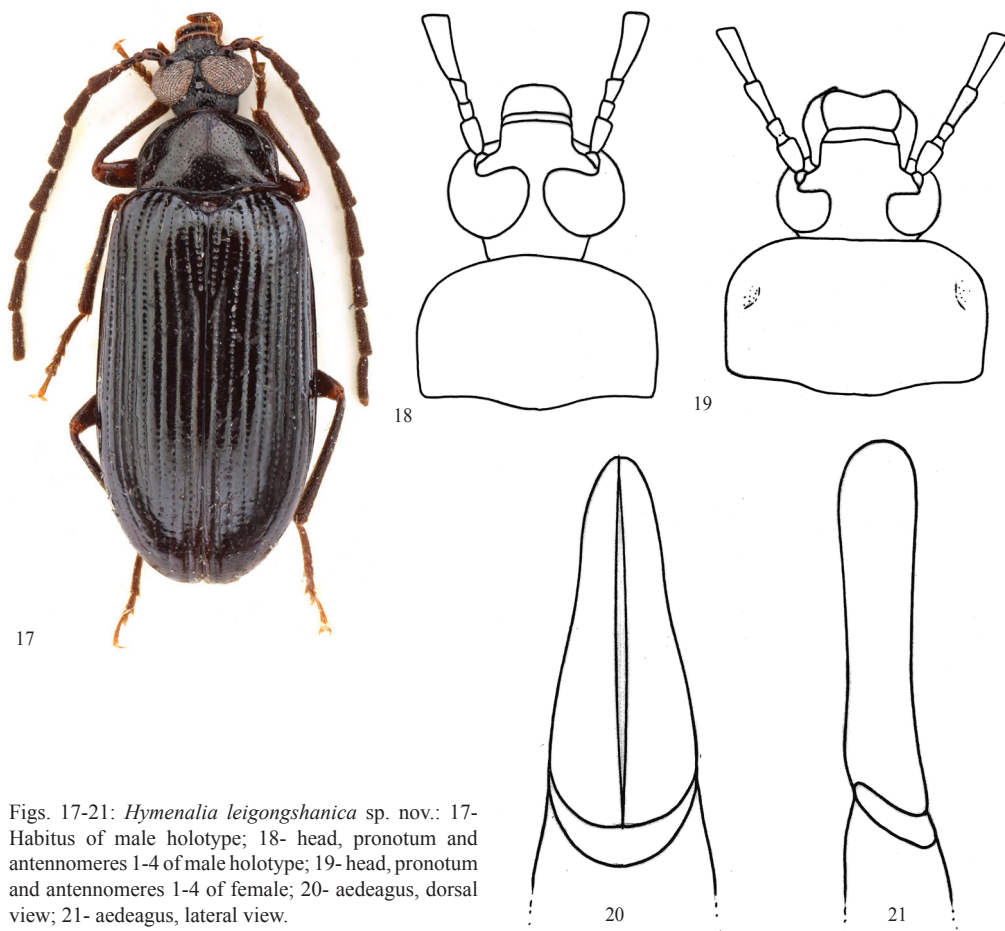 18
19
17
20
21
Figs. 17-21: Hymenalia leigongshanica sp. nov.: 17-
Habitus of male holotype; 18- head, pronotum and
antennomeres 1-4 of male holotype; 19- head, pronotum
and antennomeres 1-4 of female; 20- aedeagus, dorsal
view; 21- aedeagus, lateral view.